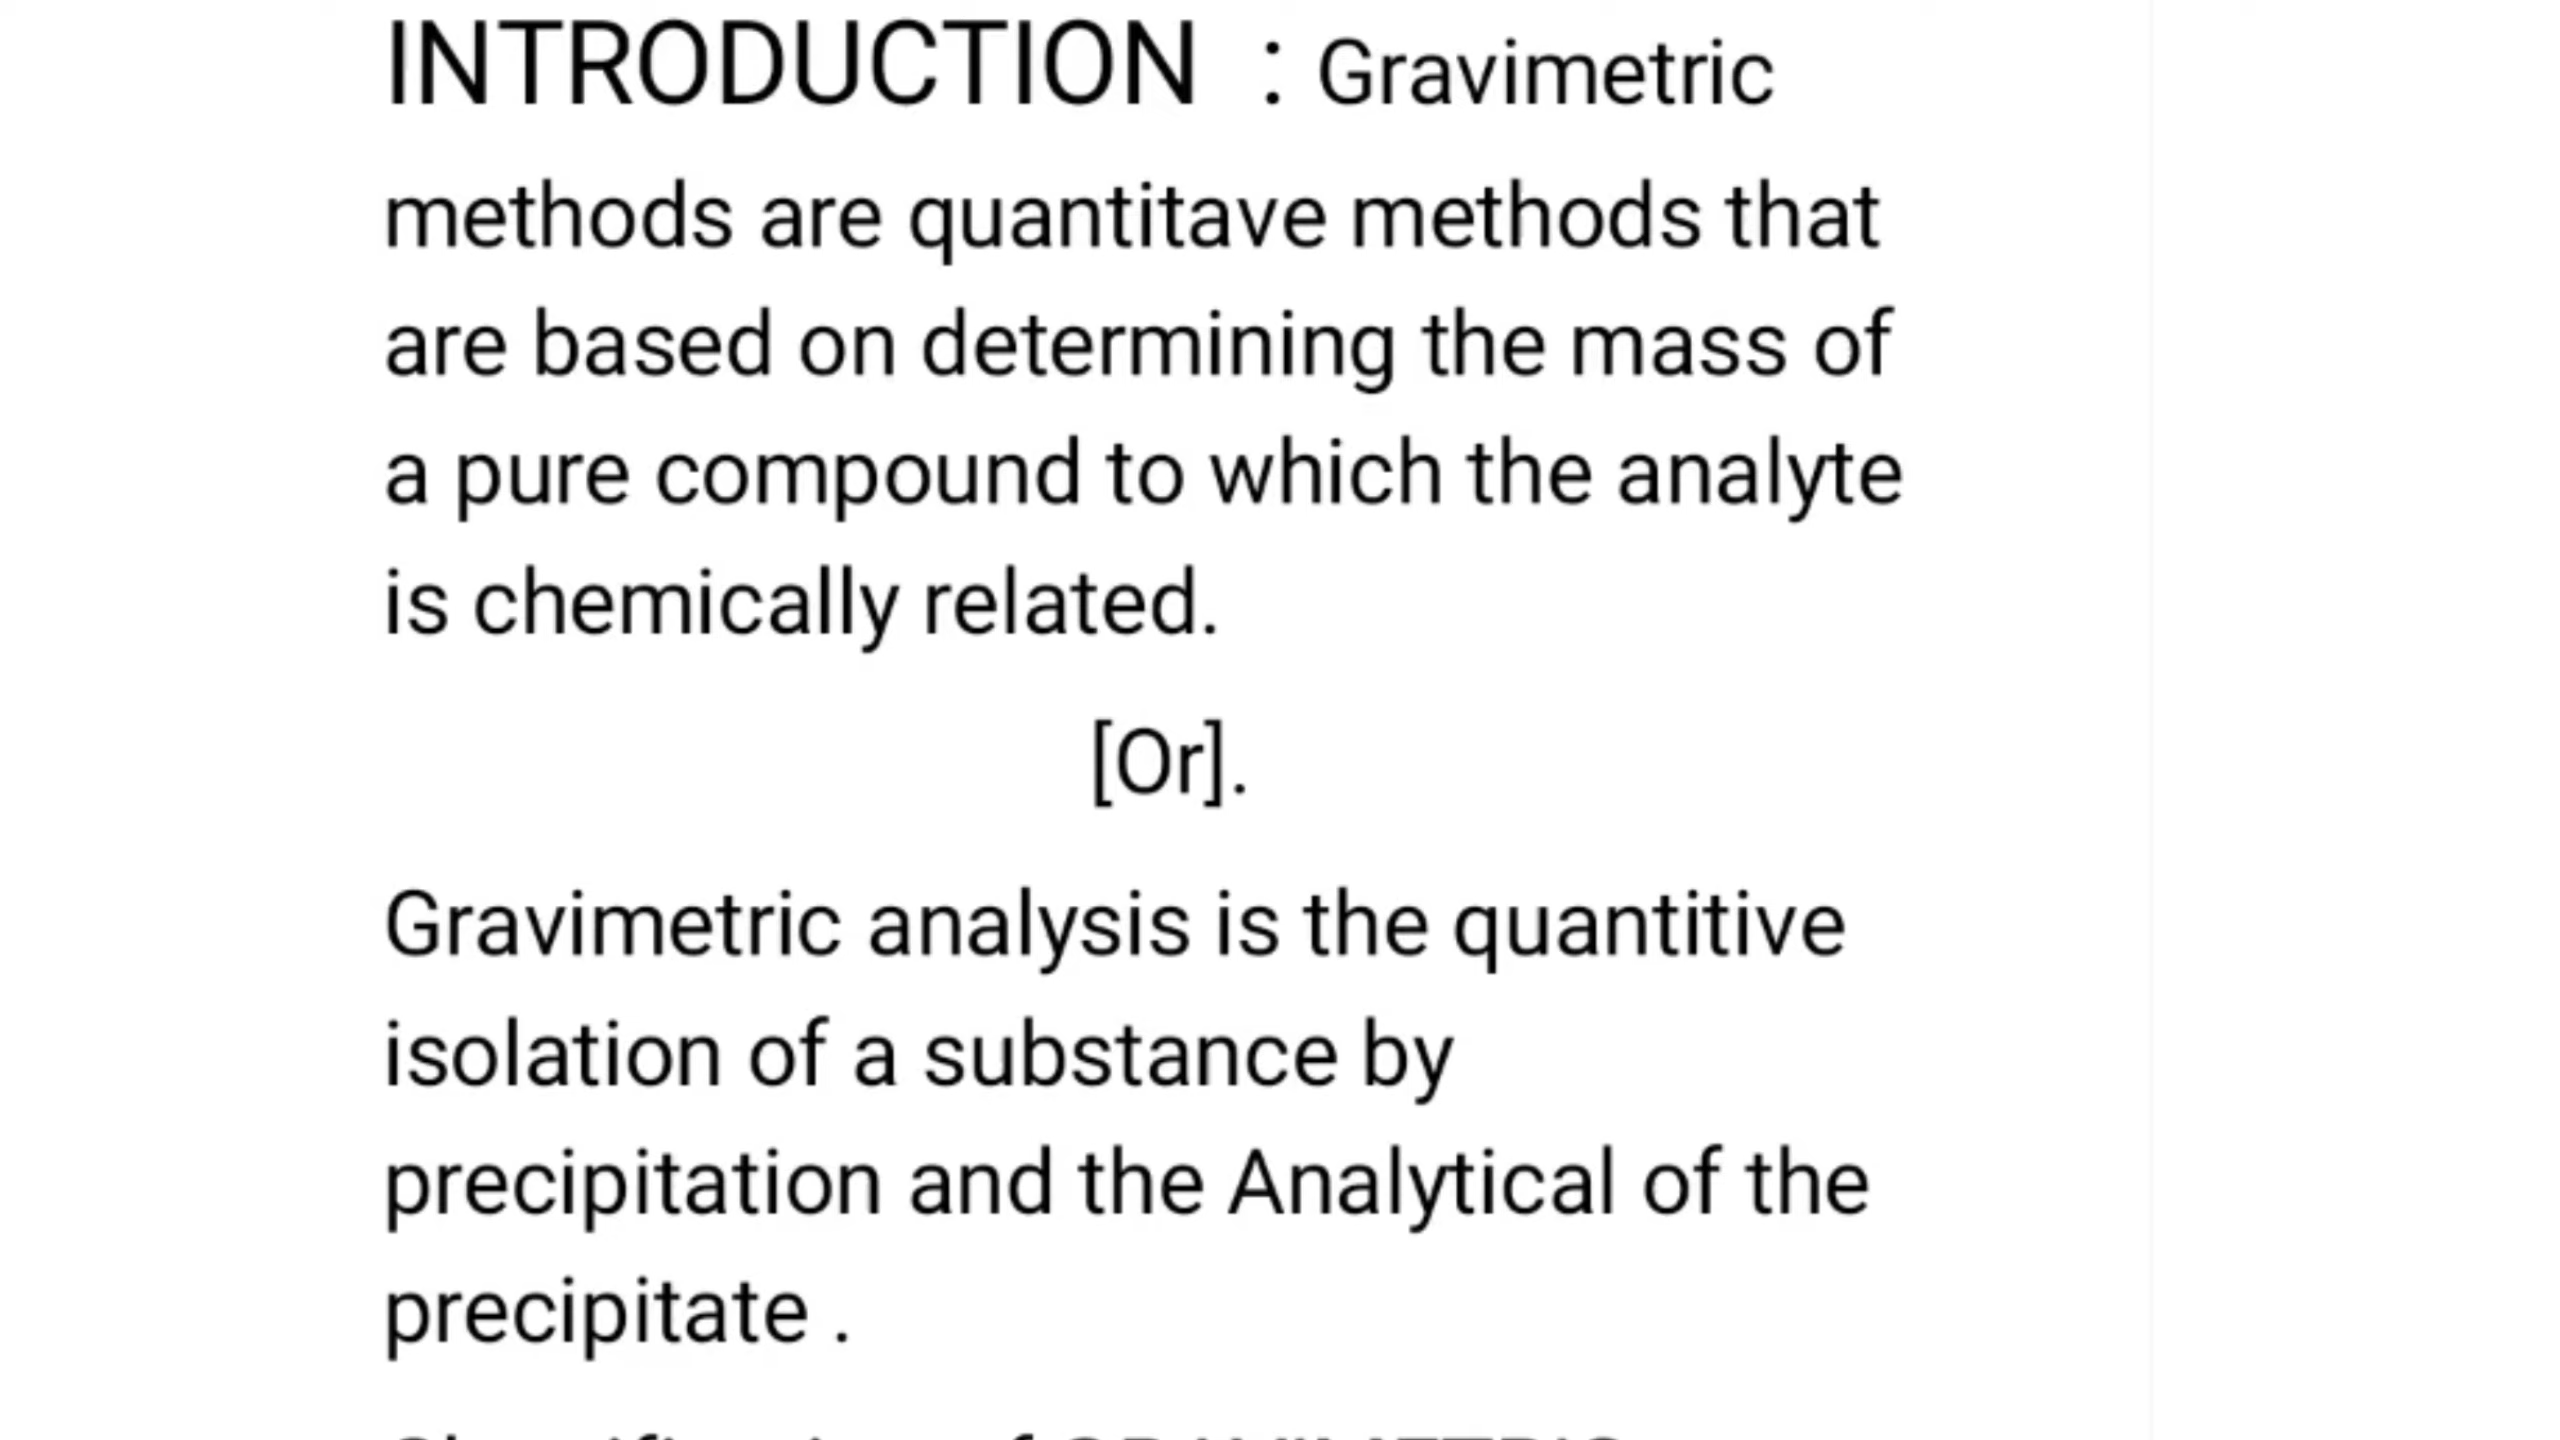 INTRODUCTION : Gravimetric
methods are quantitave methods that
are based on determining the mass of
a pure compound to which the analyte
is chemically related.
[Or].
Gravimetric analysis is the quantitive
isolation of a substance by
precipitation and the Analytical of the
precipitate .